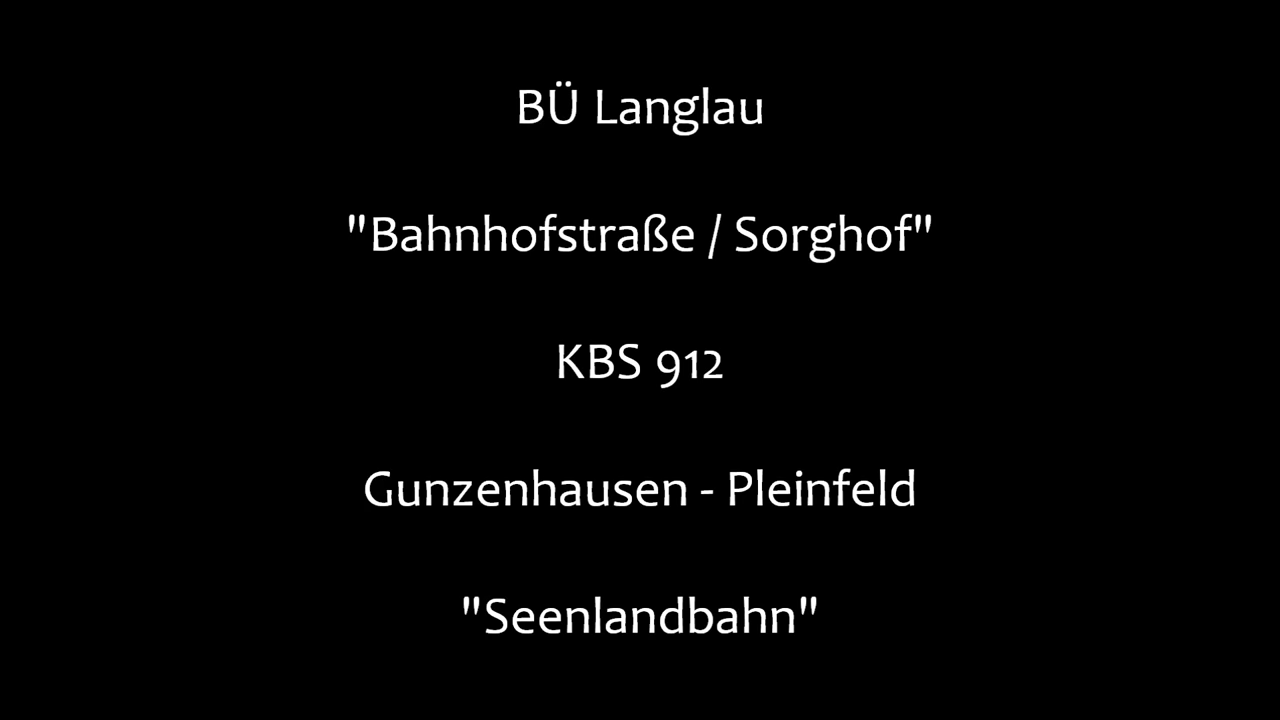 BÜ Langlau
"Bahnhofstraße / Sorghof"
KBS 912
Gunzenhausen - Pleinfeld
"Seenlandbahn"